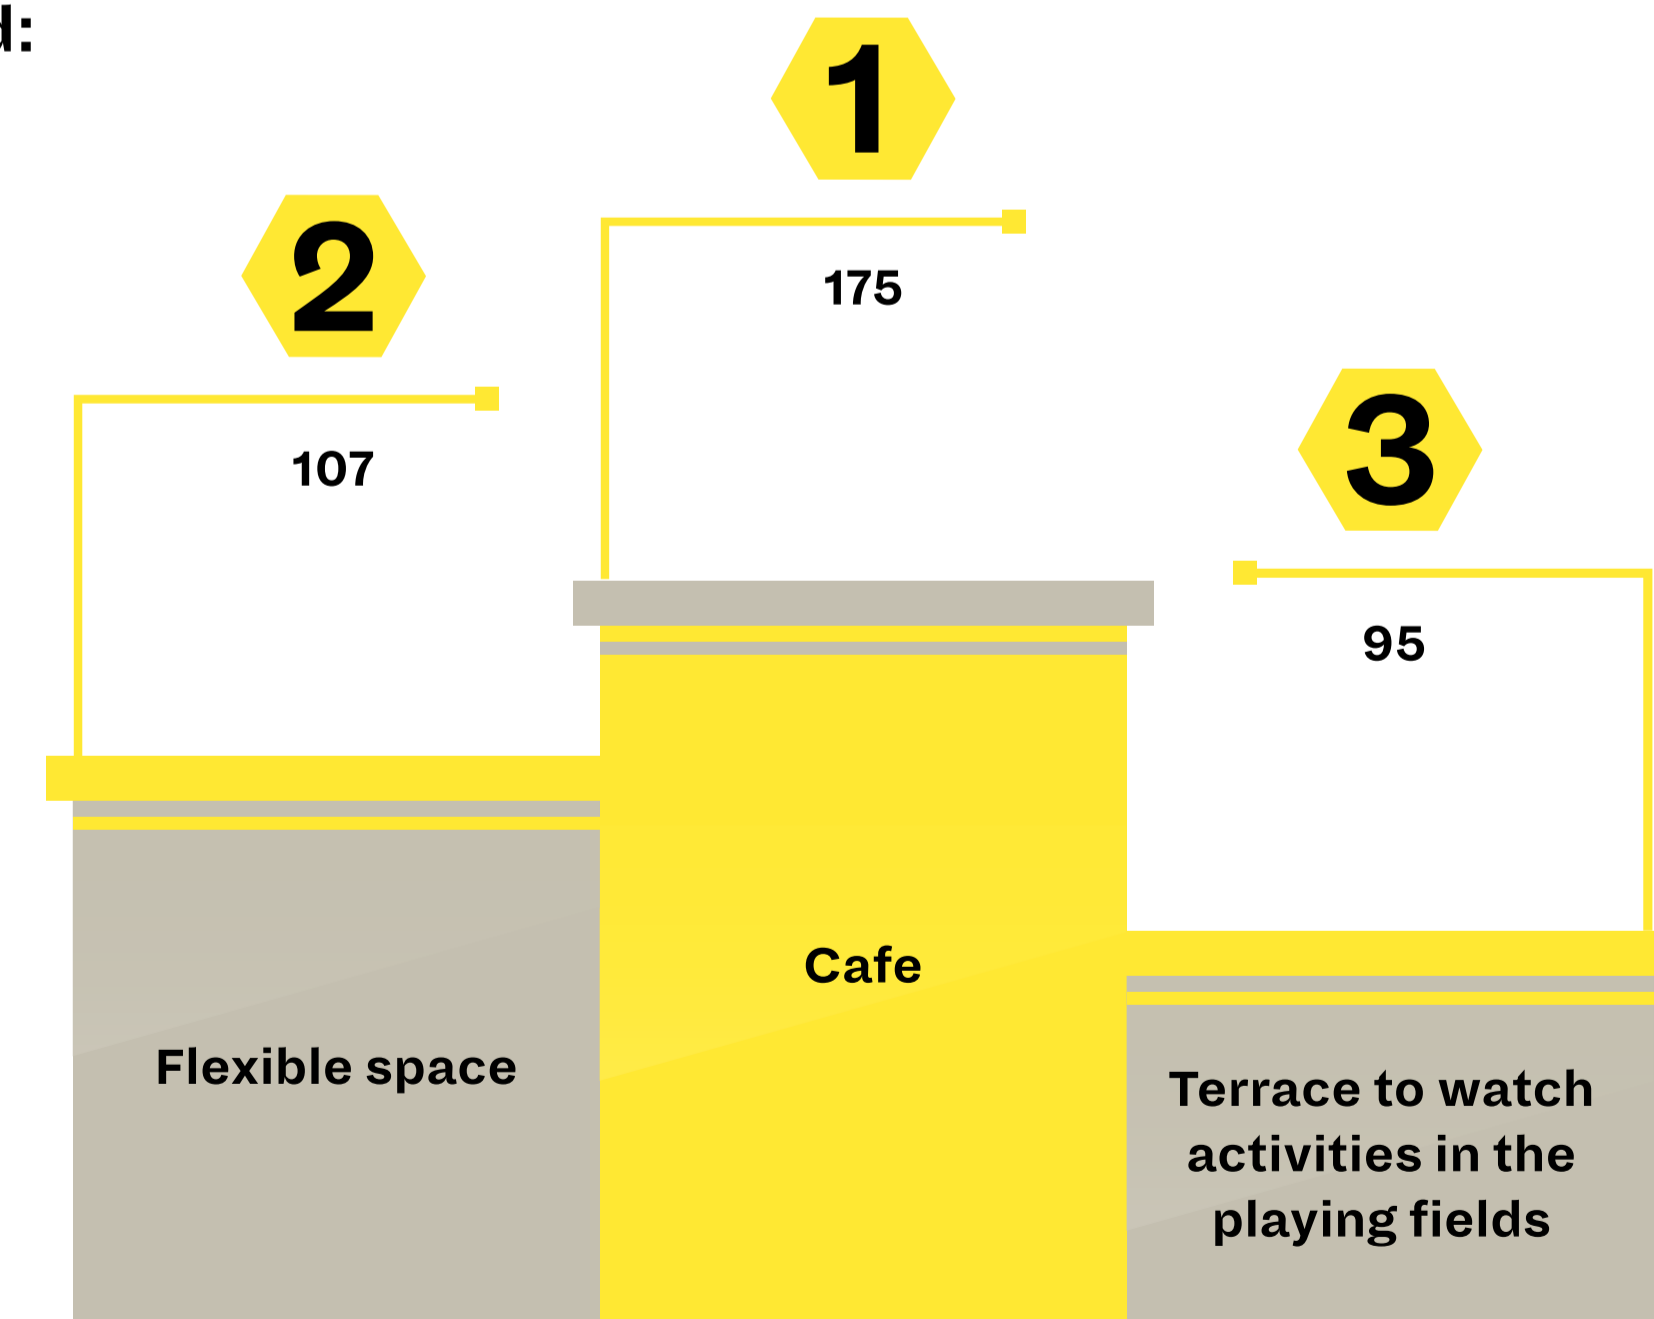 1
175
2
107
3
95
Cafe
Flexible space
Terrace to watch
activities in the
playing fields